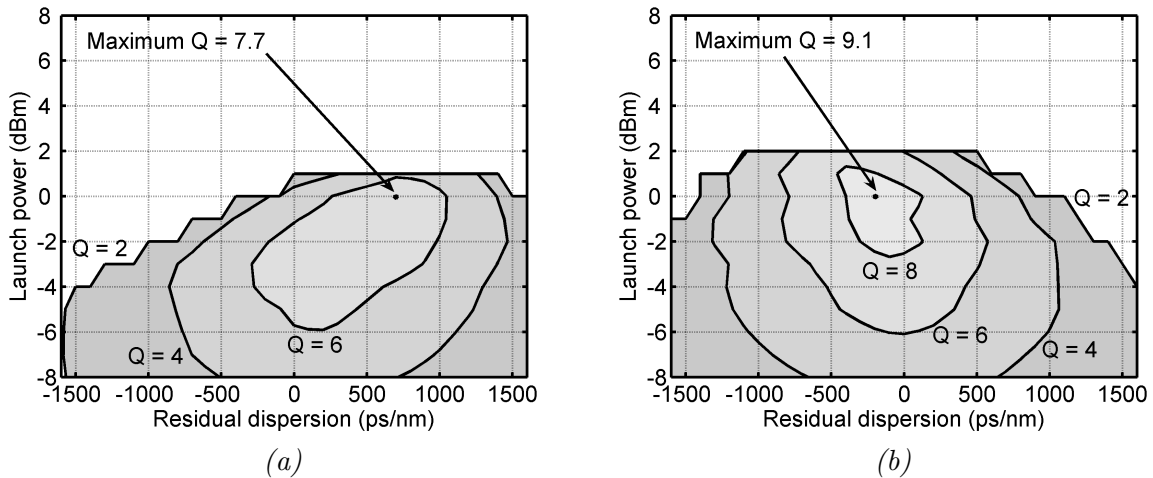 8
6
4
2
0
-2
-4
-6
-8
Launch power (dBm)
Maximum Q = 7.7
Q = 2
Q = 4
Q = 6
-1500 -1000 -500 0 500 1000 1500
Residual dispersion (ps/nm)
(a)
8
6
4
2
0
-2
-4
-6
-8
Launch power (dBm)
Maximum Q = 9.1
Q = 2
Q = 8
Q = 6
Q = 4
-1500 -1000 -500 0 500 1000 1500
Residual dispersion (ps/nm)
(b)